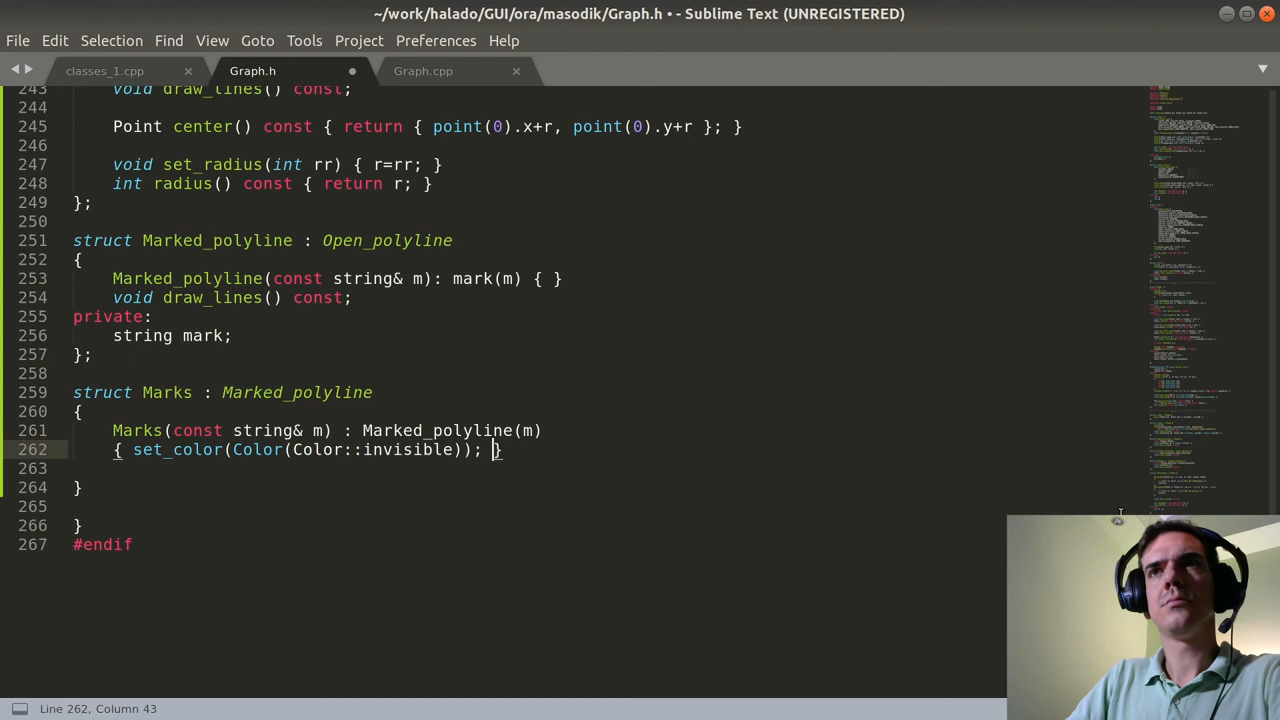 ~/work/halado/GUI/ora/masodik/Graph.h • - Sublime Text (UNREGISTERED)
File Edit Selection Find View Goto Tools Project Preferences Help
classes_1.cpp Graph.h Graph.cpp
243 void draw_lines() const;
244
245 Point center() const { return { point(0).x+r, point(0).y+r }; }
246
247 void set_radius(int rr) { r=rr; }
248 int radius() const { return r; }
249 };
250
251 struct Marked_polyline : Open_polyline
252 {
253 Marked_polyline(const string& m): mark(m) { }
254 void draw_lines() const;
255 private:
256 string mark;
257 };
258
259 struct Marks : Marked_polyline
260 {
261 Marks(const string& m) : Marked_polyline(m)
262 { set_color(Color(Color::invisible)); }
263
264 }
265
266 }
267 #endif
Line 262, Column 43